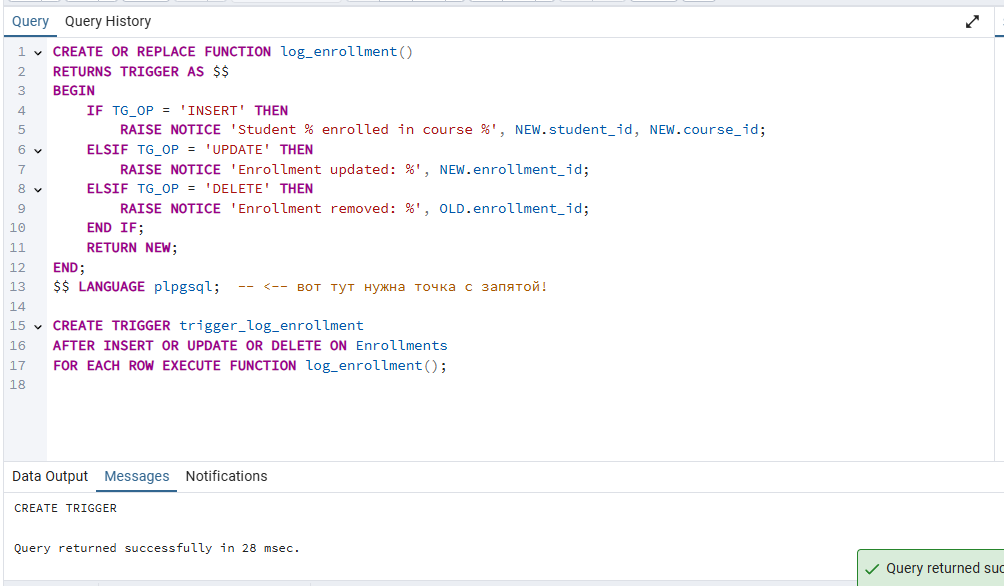 Query Query History
1 CREATE OR REPLACE FUNCTION log_enrollment()
2 RETURNS TRIGGER AS $$
3 BEGIN
4 IF TG_OP = 'INSERT' THEN
5 RAISE NOTICE 'Student % enrolled in course %', NEW.student_id, NEW.course_id;
6 ELSIF TG_OP = 'UPDATE' THEN
7 RAISE NOTICE 'Enrollment updated: %', NEW.enrollment_id;
8 ELSIF TG_OP = 'DELETE' THEN
9 RAISE NOTICE 'Enrollment removed: %', OLD.enrollment_id;
10 END IF;
11 RETURN NEW;
12 END;
13 $$ LANGUAGE plpgsql; -- <-- вот тут нужна точка с запятой!
14
15 CREATE TRIGGER trigger_log_enrollment
16 AFTER INSERT OR UPDATE OR DELETE ON Enrollments
17 FOR EACH ROW EXECUTE FUNCTION log_enrollment();
18
Data Output Messages Notifications
CREATE TRIGGER
Query returned successfully in 28 msec.
Query returned suc